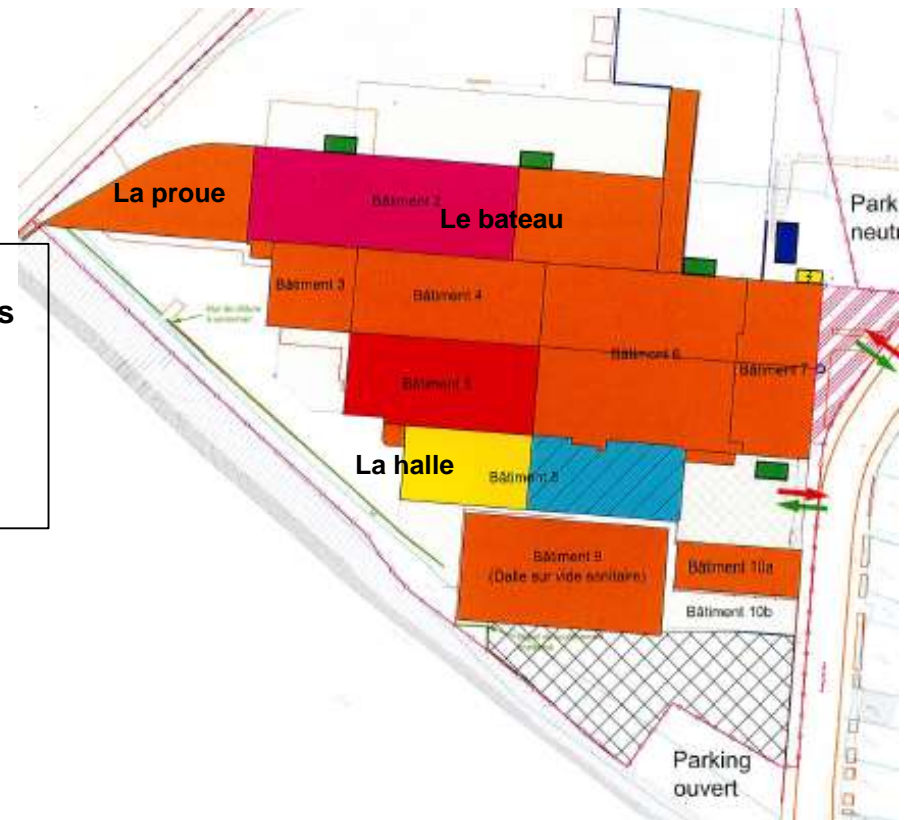 La proue
Bâtiment 2
Le bateau
Park
neutr
s
Bâtiment 3
Bâtiment 4
Bâtiment 6
Bâtiment 7
Bâtiment 5
La halle
Bâtiment 8
Bâtiment 9
(Dalle sur vide sanitaire)
Bâtiment 10a
Bâtiment 10b
Parking
ouvert